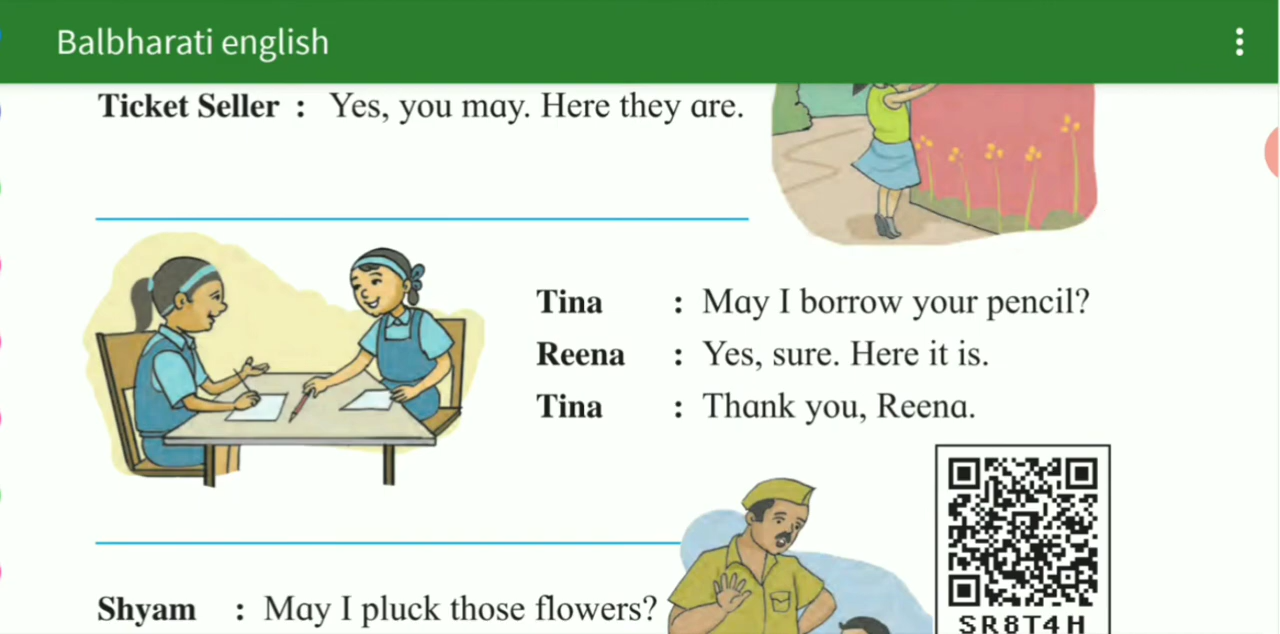 Balbharati english
Ticket Seller : Yes, you may. Here they are.
Tina : May I borrow your pencil?
Reena : Yes, sure. Here it is.
Tina : Thank you, Reena.
Shyam : May I pluck those flowers?
SR8T4H